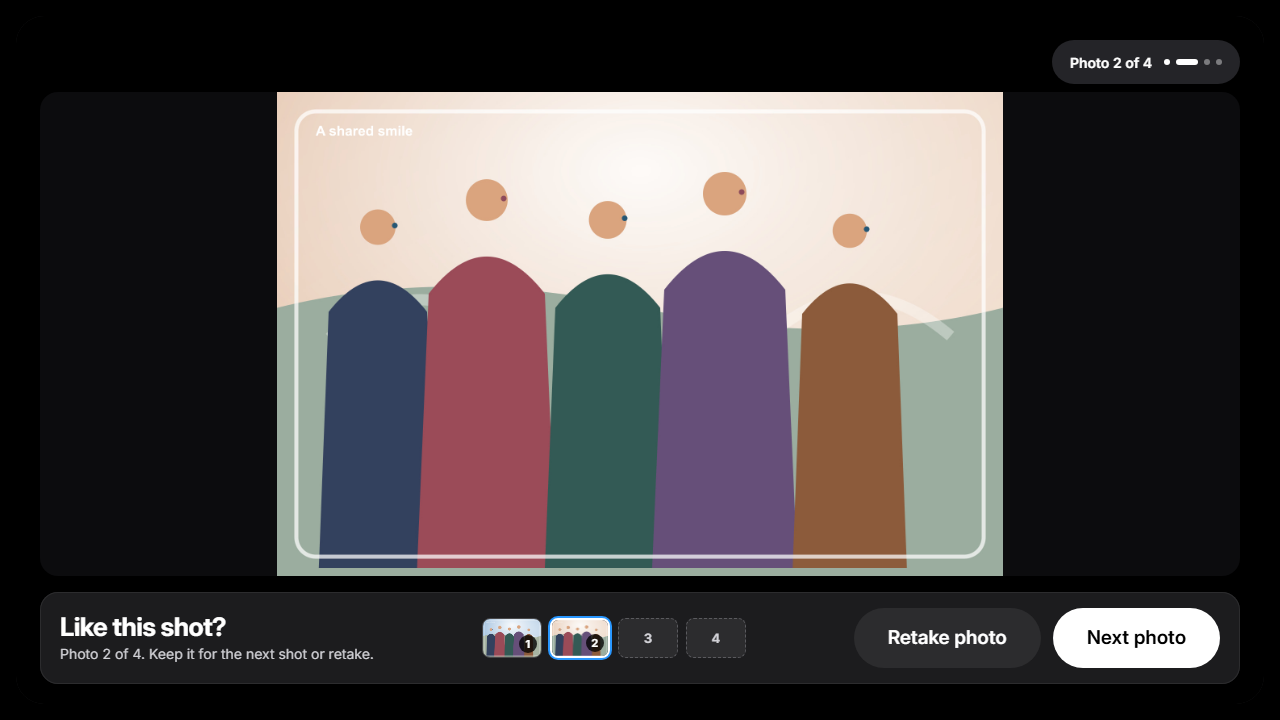 Photo 2 of 4
A shared smile
Like this shot?
Photo 2 of 4. Keep it for the next shot or retake.
1
2
3
4
Retake photo
Next photo